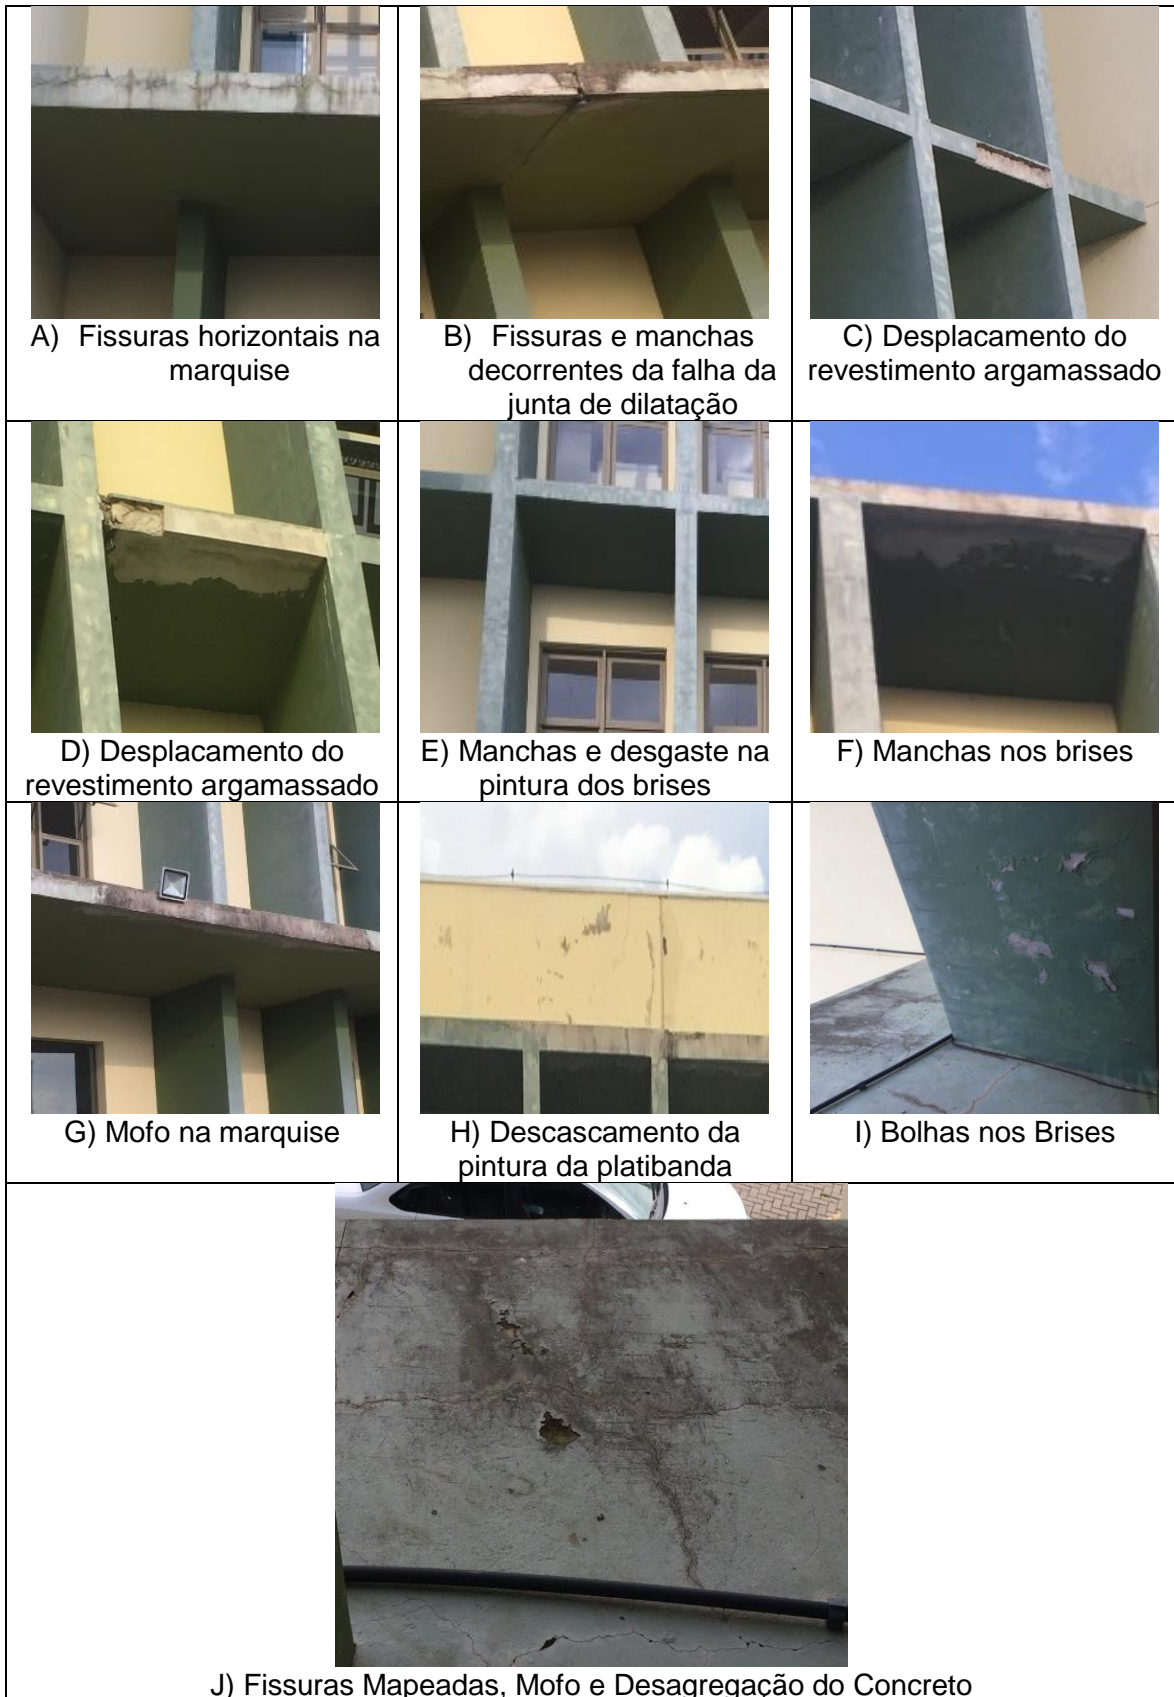 A) Fissuras horizontais na
marquise
B) Fissuras e manchas
decorrentes da falha da
junta de dilatação
C) Desplacamento do
revestimento argamassado
D) Desplacamento do
revestimento argamassado
E) Manchas e desgaste na
pintura dos brises
F) Manchas nos brises
G) Mofo na marquise
H) Descascamento da
pintura da platibanda
I) Bolhas nos Brises
J) Fissuras Mapeadas, Mofo e Desagregação do Concreto